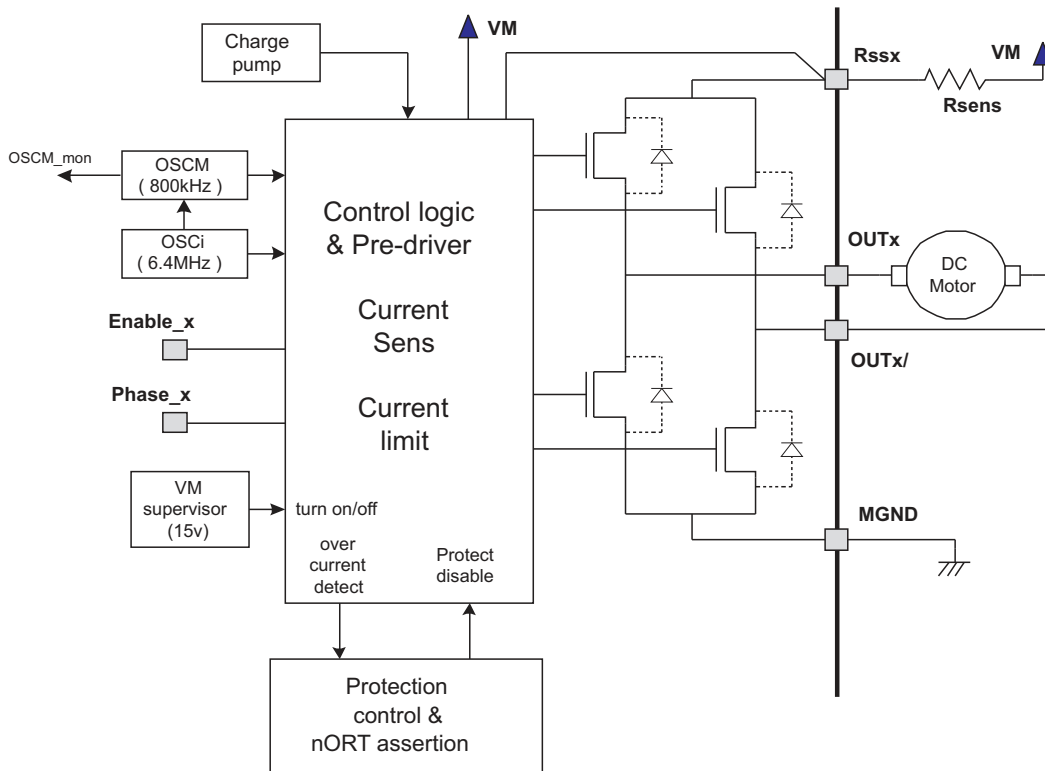 Charge
pump
VM
Rssx
VM
Rsens
OSCM_mon
OSCM
( 800kHz )
OSCi
( 6.4MHz )
Control logic
& Pre-driver
Current
Sens
Current
limit
OUTx
DC
Motor
OUTx/
Enable_x
Phase_x
VM
supervisor
(15v)
turn on/off
over
current
detect
Protect
disable
MGND
Protection
control &
nORT assertion